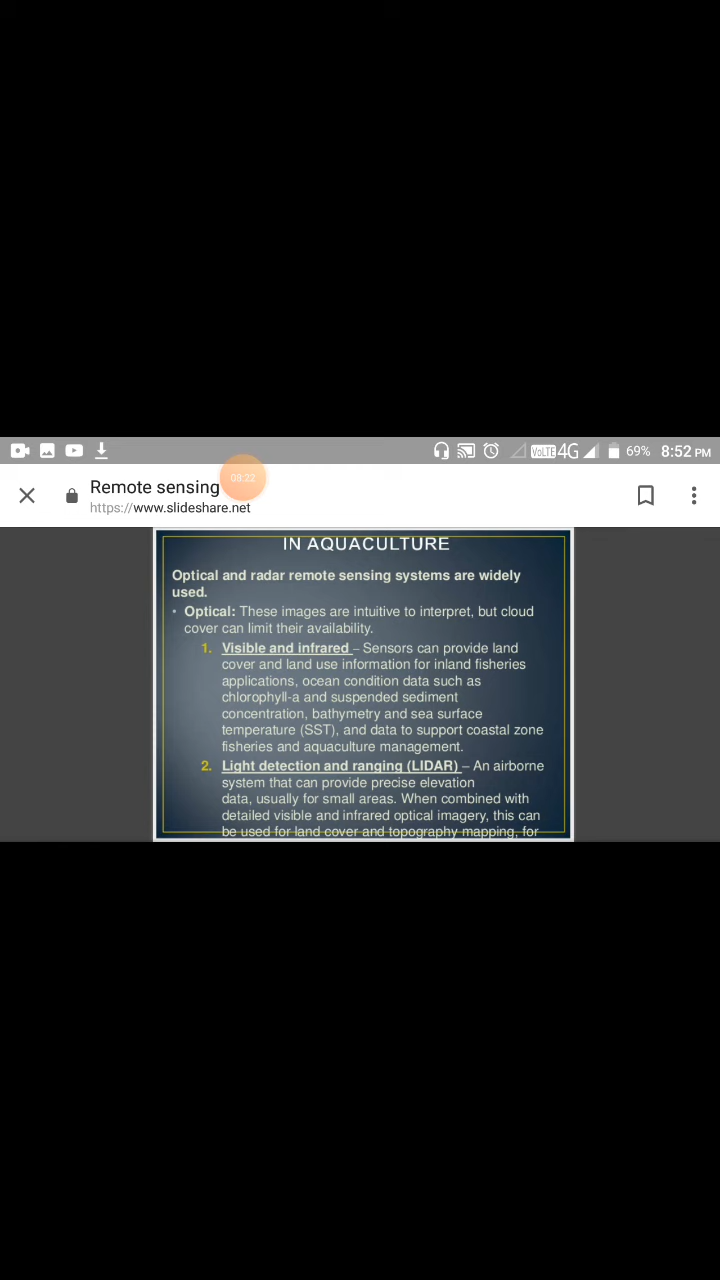 VoLTE 4G 69% 8:52 PM
Remote sensing
08:22
https://www.slideshare.net
IN AQUACULTURE
Optical and radar remote sensing systems are widely
used.
• Optical: These images are intuitive to interpret, but cloud
cover can limit their availability.
1. Visible and infrared – Sensors can provide land
cover and land use information for inland fisheries
applications, ocean condition data such as
chlorophyll-a and suspended sediment
concentration, bathymetry and sea surface
temperature (SST), and data to support coastal zone
fisheries and aquaculture management.
2. Light detection and ranging (LIDAR) – An airborne
system that can provide precise elevation
data, usually for small areas. When combined with
detailed visible and infrared optical imagery, this can
be used for land cover and topography mapping, for